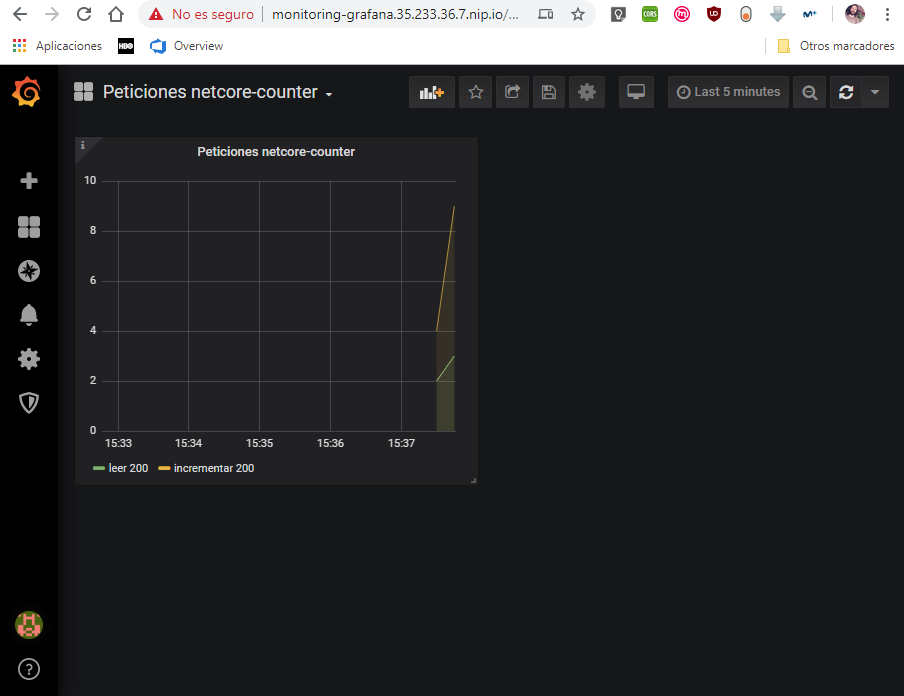 No es seguro monitoring-grafana.35.233.36.7.nip.io/...
CORS
m
UO
M+
Aplicaciones HBO Overview Otros marcadores
Peticiones netcore-counter
Last 5 minutes
i
Peticiones netcore-counter
10
8
6
4
2
0
15:33 15:34 15:35 15:36 15:37
leer 200 incrementar 200
?